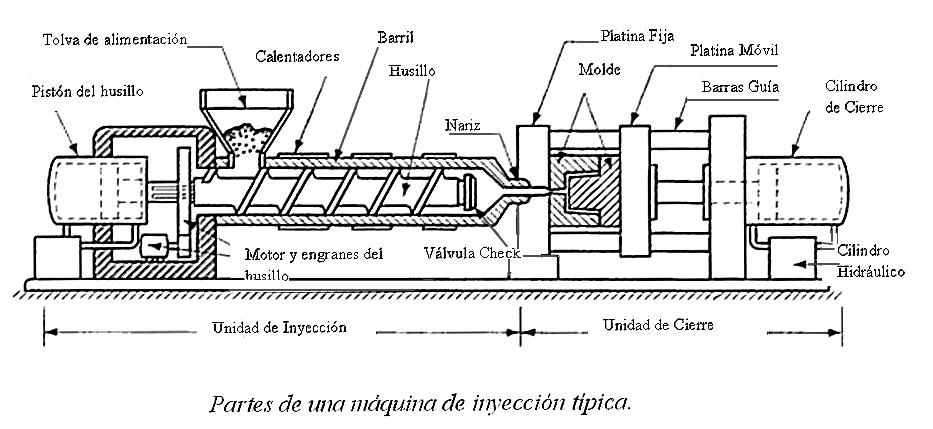 Tolva de alimentación
Calentadores
Barril
Husillo
Platina Fija
Platina Móvil
Molde
Barras Guía
Cilindro
de Cierre
Pistón del husillo
Nariz
Motor y engranes del
husillo
Válvula Check
Cilindro
Hidráulico
Unidad de Inyección
Unidad de Cierre
Partes de una máquina de inyección típica.